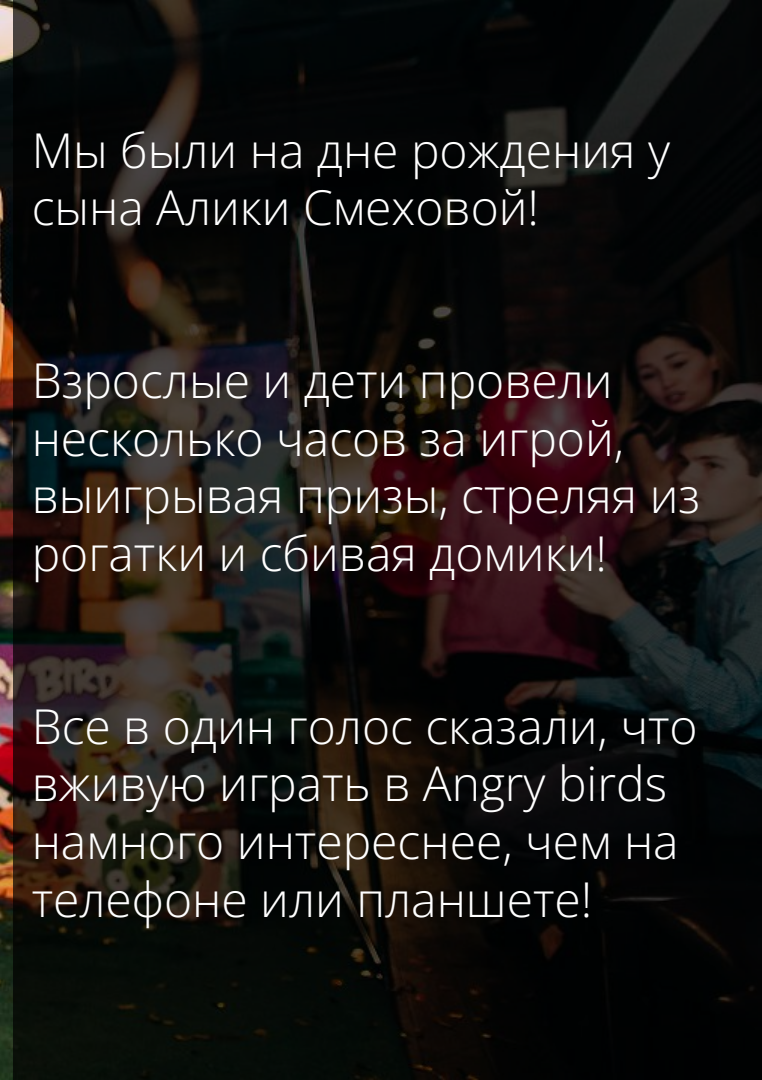 Мы были на дне рождения у
сына Алики Смеховой!
Взрослые и дети провели
несколько часов за игрой,
выигрывая призы, стреляя из
рогатки и сбивая домики!
Y BIRD
Все в один голос сказали, что
вживую играть в Angry birds
намного интереснее, чем на
телефоне или планшете!